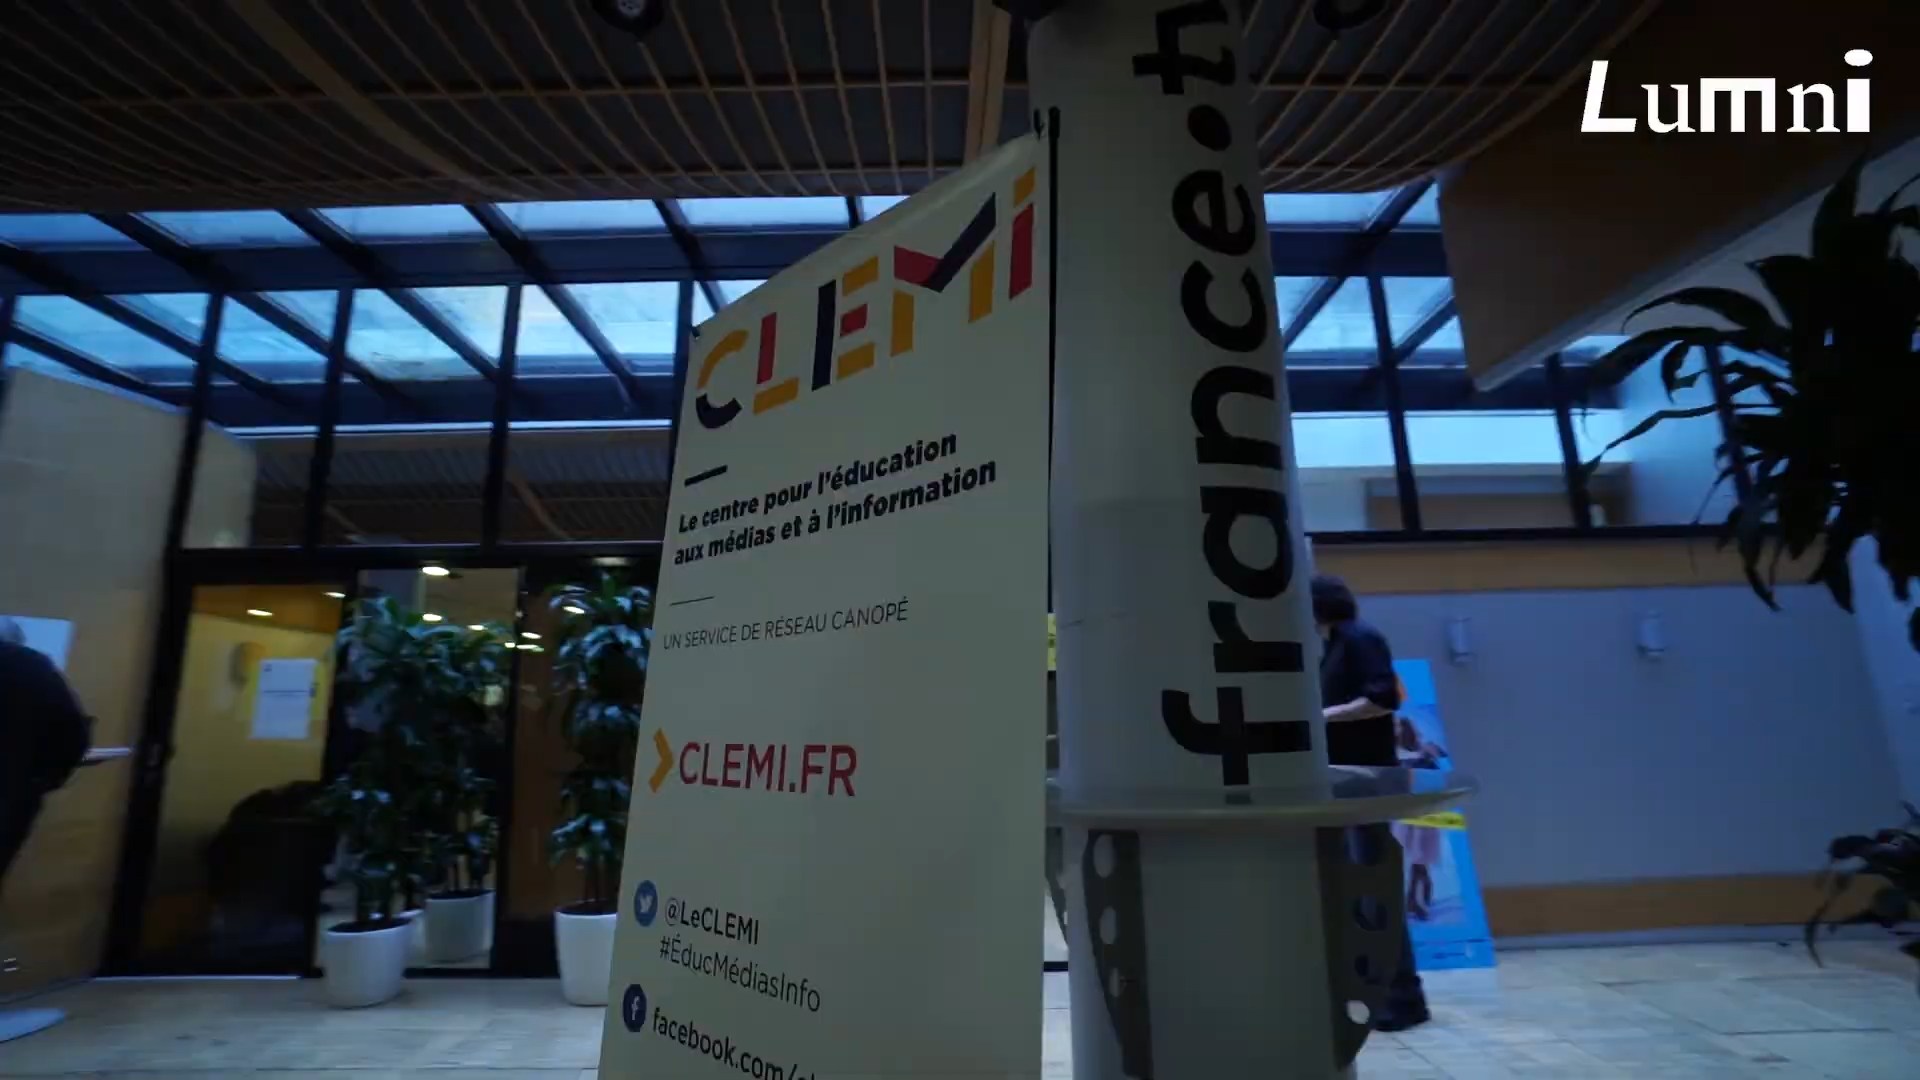 Lumni
CLEMI
Le centre pour l'éducation
aux médias et à l'information
UN SERVICE DE RÉSEAU CANOPÉ
CLEMI.FR
@LeCLEMI
#ÉducMédiasInfo
facebook.com/
france•t